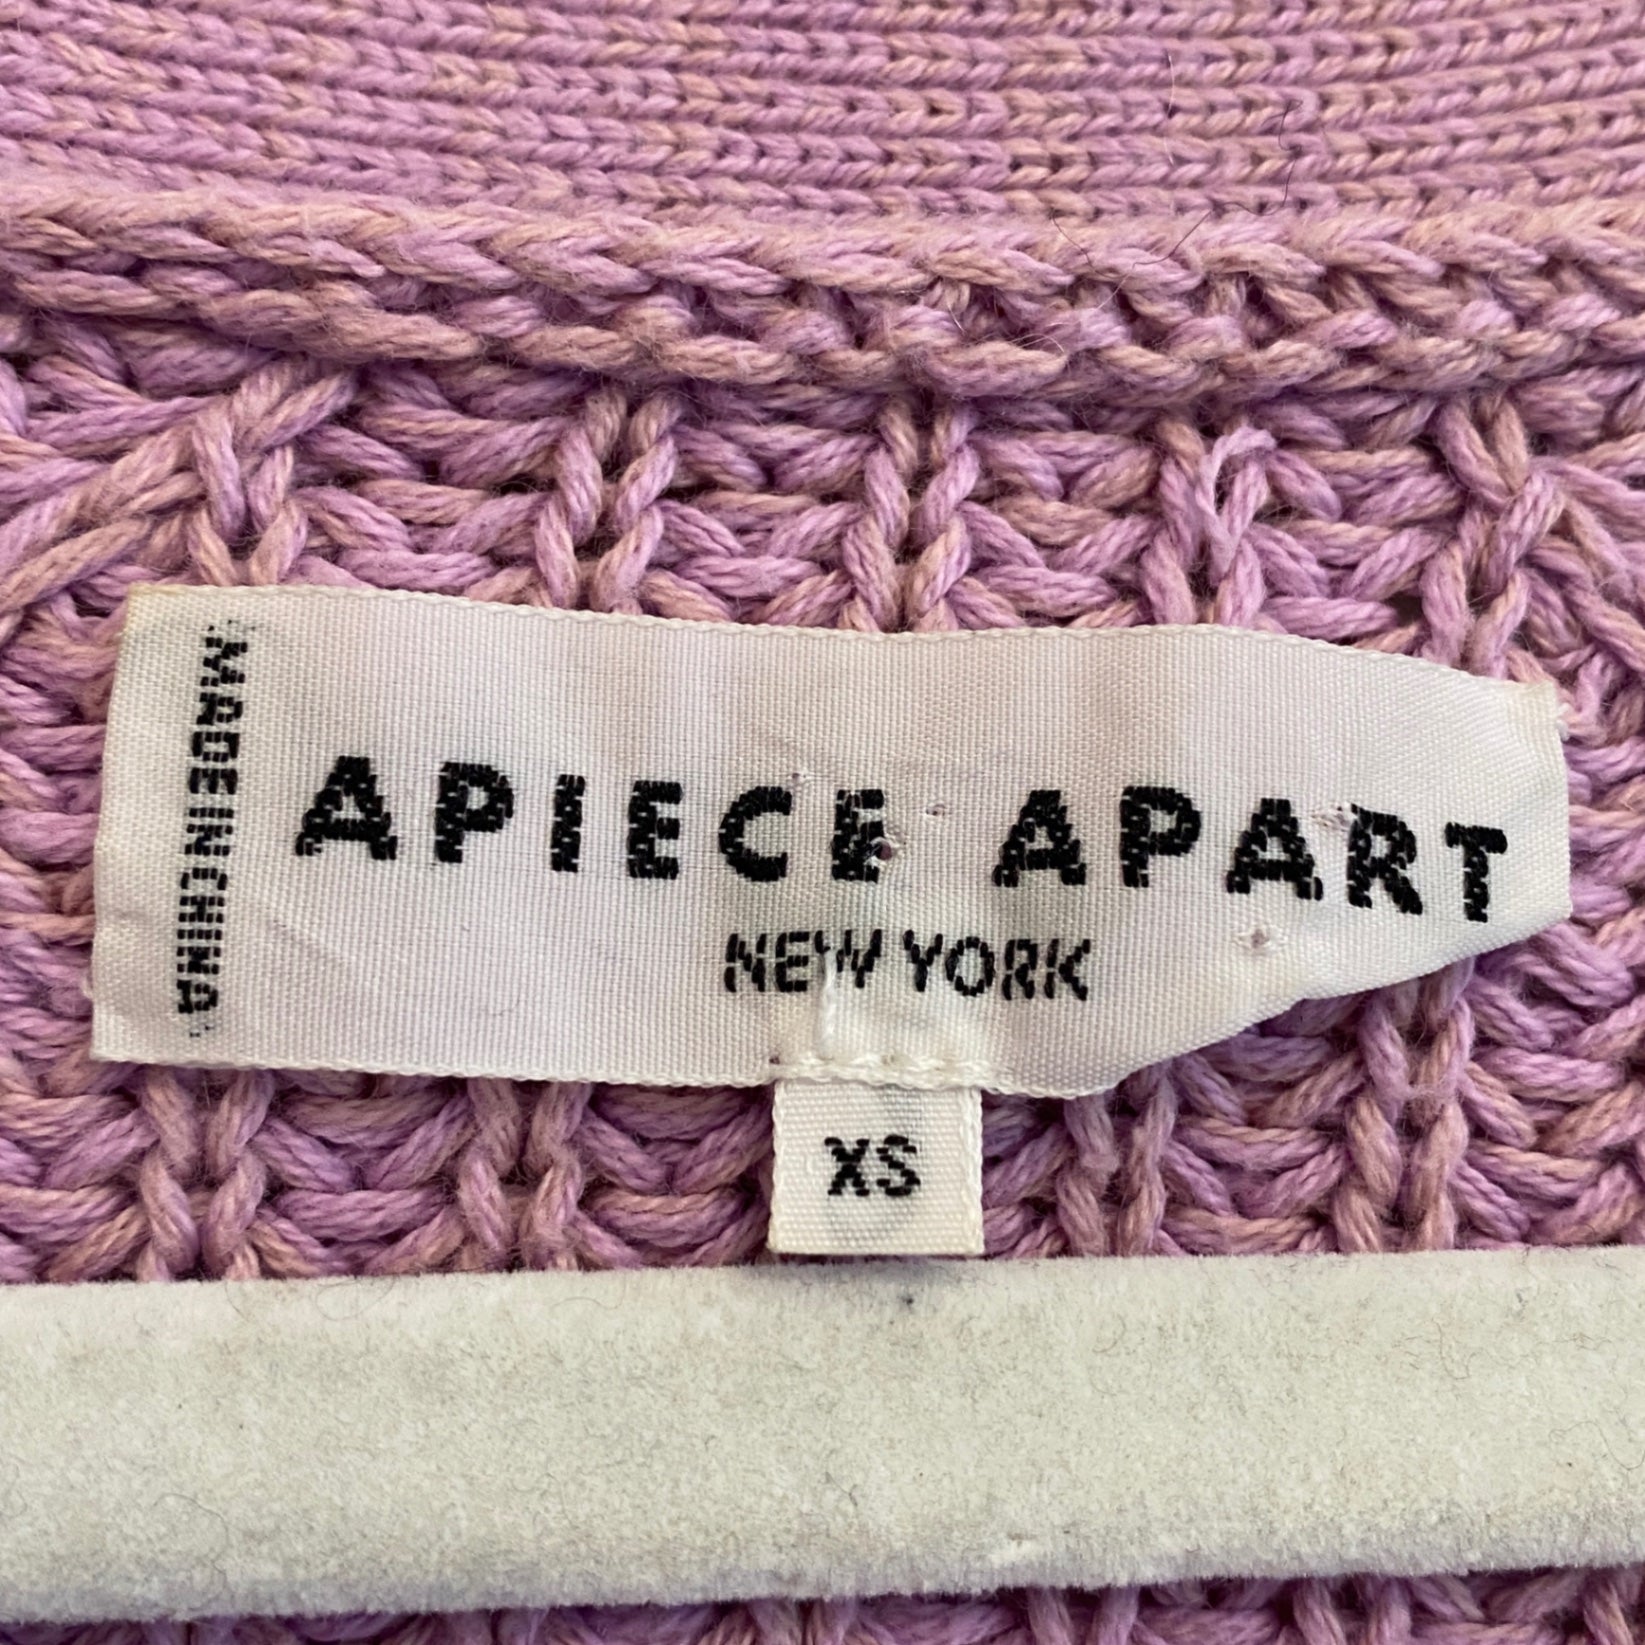 MADE IN CHINA
APIECE APART
NEW YORK
XS